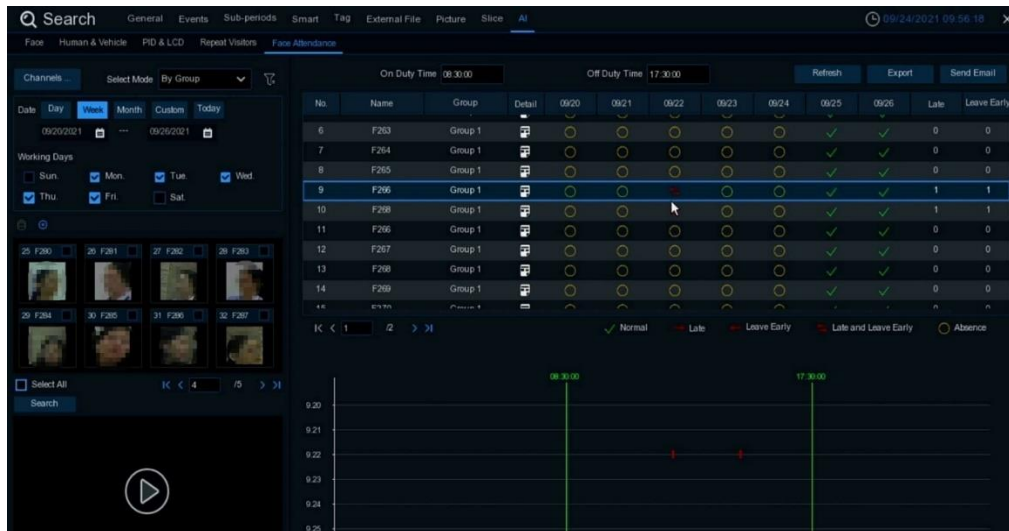 Search General Events Sub-periods Smart Tag External File Picture Slice AI 09/24/2021 09:56:18
Face Human & Vehicle PID & LCD Repeat Visitors Face Attendance
Channels... Select Mode By Group
Date Day Week Month Custom Today
09/20/2021 --- 09/26/2021
Working Days
Sun. Mon. Tue. Wed.
Thu. Fri. Sat.
25 F280 26 F281 27 F282 28 F283
29 F284 30 F285 31 F286 32 F287
Select All 4 /5
Search
On Duty Time 08:30:00 Off Duty Time 17:30:00 Refresh Export Send Email
No. Name Group Detail 09/20 09/21 09/22 09/23 09/24 09/25 09/26 Late Leave Early
6 F263 Group 1 0 0
7 F264 Group 1 0 0
8 F265 Group 1 0 0
9 F266 Group 1 1 1
10 F268 Group 1 1 1
11 F266 Group 1 0 0
12 F267 Group 1 0 0
13 F268 Group 1 0 0
14 F269 Group 1 0 0
1 /2 Normal Late Leave Early Late and Leave Early Absence
08:30:00 17:30:00
9.20
9.21
9.22
9.23
9.24
9.25